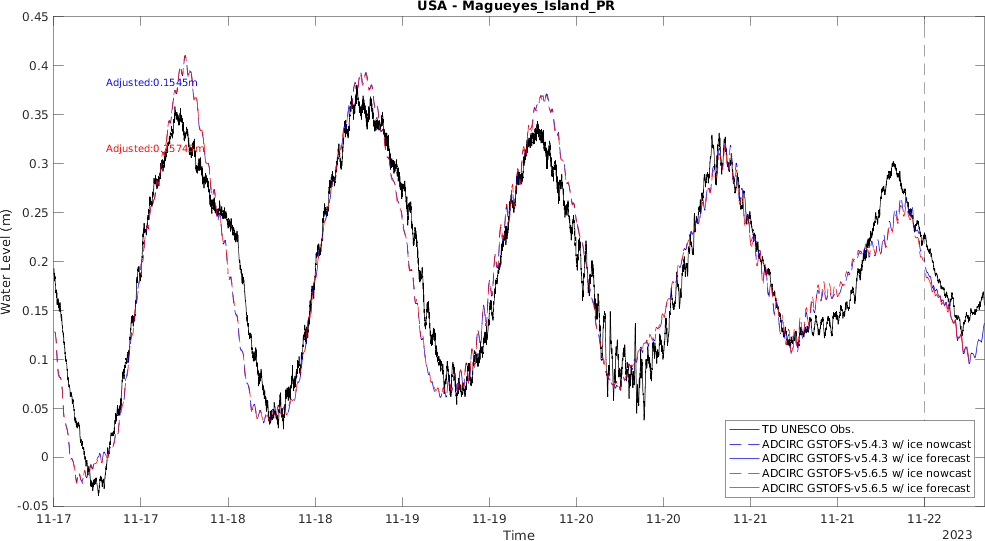 USA - Magueyes_Island_PR
0.45
0.4
0.35
0.3
0.25
0.2
0.15
0.1
0.05
0
-0.05
Water Level (m)
Adjusted:0.1545m
Adjusted:0.1574m
TD UNESCO Obs.
ADCIRC GSTOFS-v5.4.3 w/ ice nowcast
ADCIRC GSTOFS-v5.4.3 w/ ice forecast
ADCIRC GSTOFS-v5.6.5 w/ ice nowcast
ADCIRC GSTOFS-v5.6.5 w/ ice forecast
11-17 11-17 11-18 11-18 11-19 11-19 11-20 11-20 11-21 11-21 11-22
Time
2023